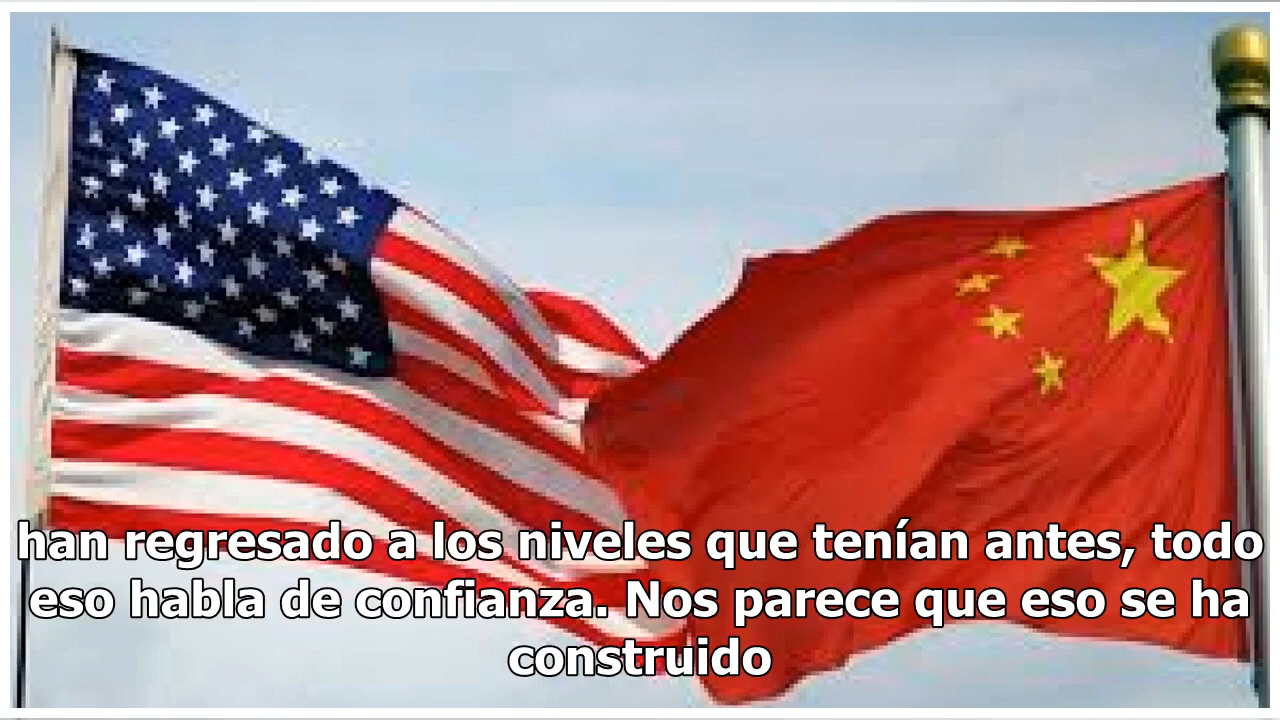 han regresado a los niveles que tenían antes, todo
eso habla de confianza. Nos parece que eso se ha
construido